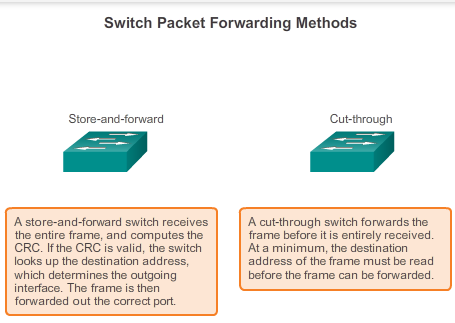 Switch Packet Forwarding Methods
Store-and-forward
Cut-through
A store-and-forward switch receives
the entire frame, and computes the
CRC. If the CRC is valid, the switch
looks up the destination address,
which determines the outgoing
interface. The frame is then
forwarded out the correct port.
A cut-through switch forwards the
frame before it is entirely received.
At a minimum, the destination
address of the frame must be read
before the frame can be forwarded.